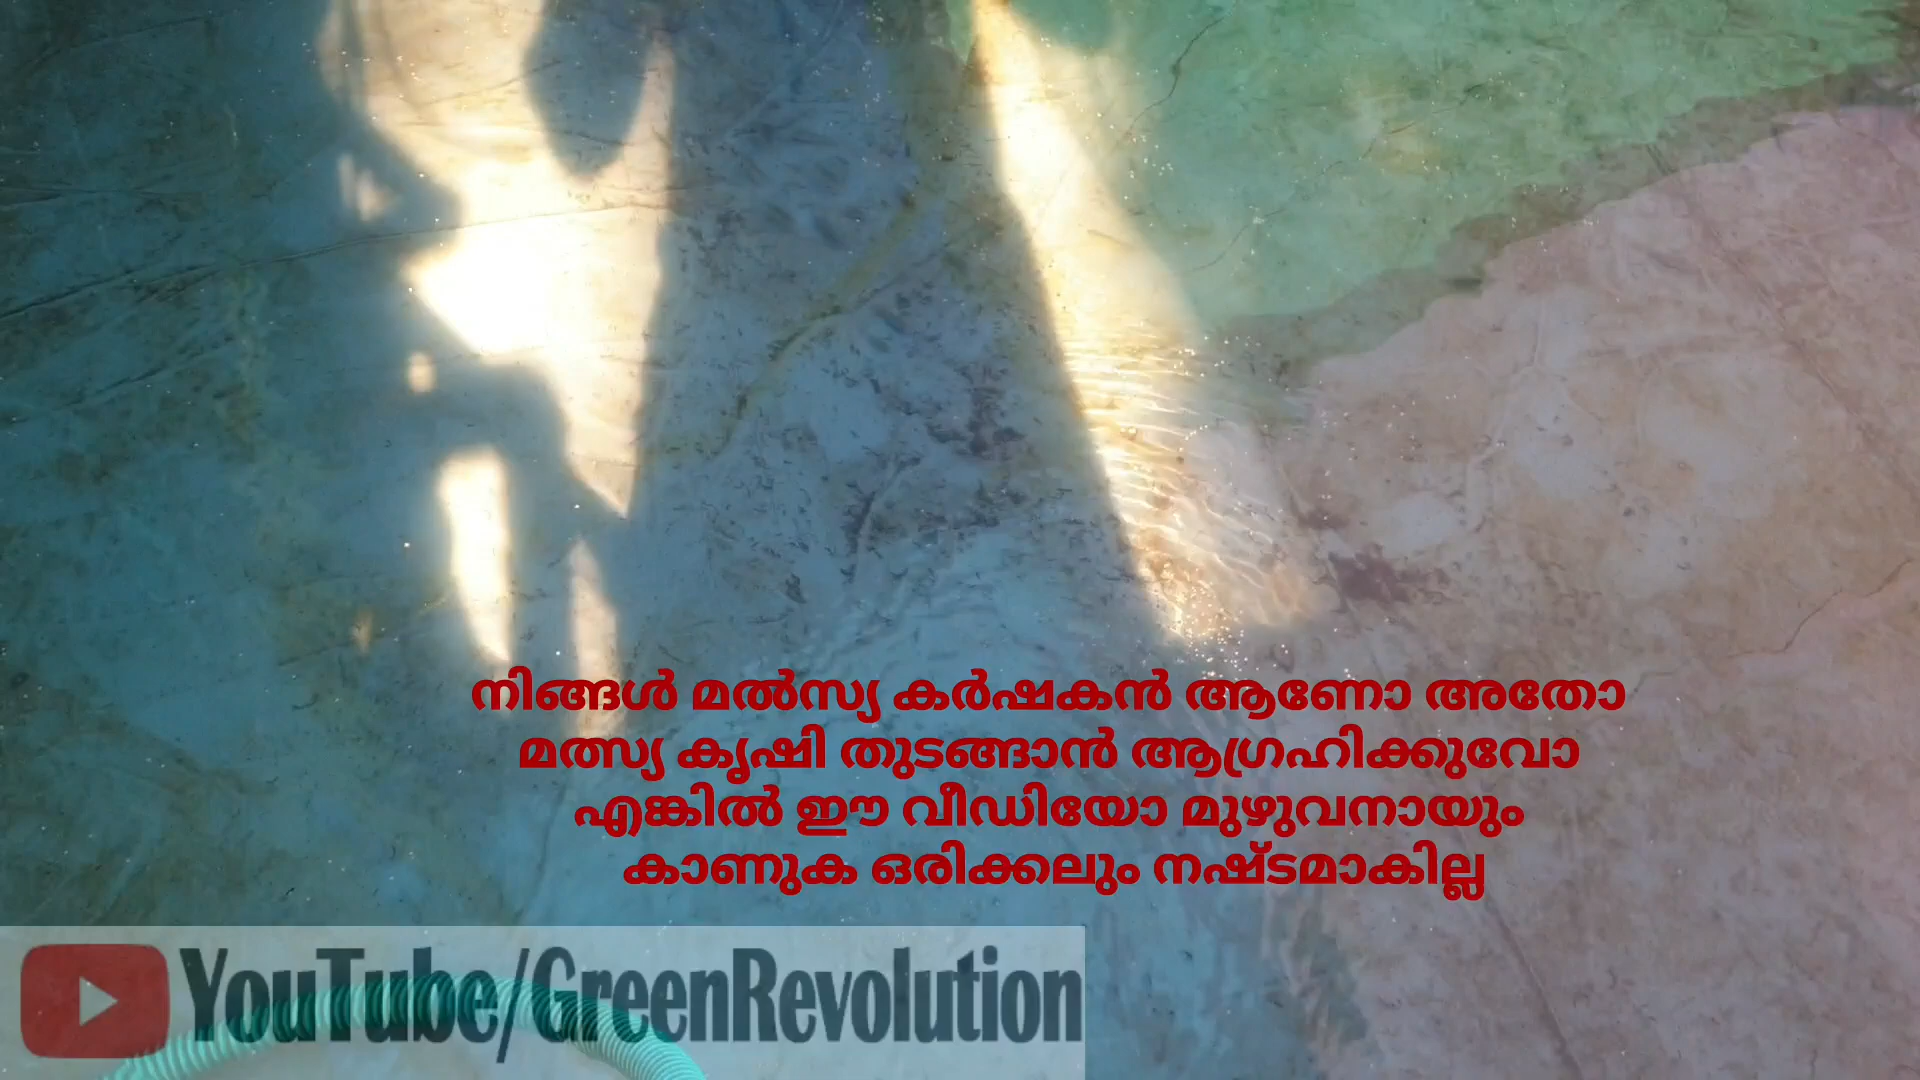 നിങ്ങൾ മൽസ്യ കർഷകൻ ആണോ അതോ
മത്സ്യ കൃഷി തുടങ്ങാൻ ആഗ്രഹിക്കുവോ
എങ്കിൽ ഈ വീഡിയോ മുഴുവനായും
കാണുക ഒരിക്കലും നഷ്ടമാകില്ല
YouTube/GreenRevolution